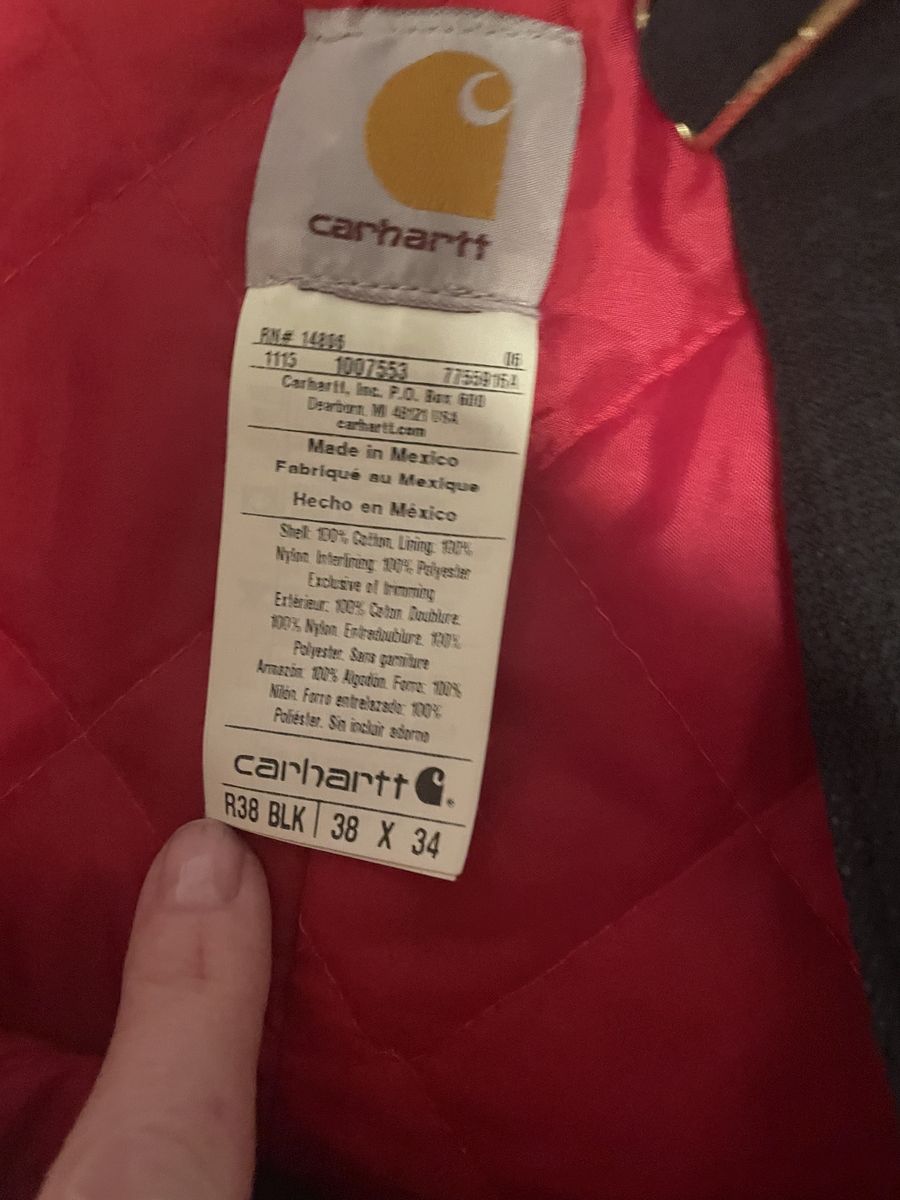 carhartt
RN# 14806
06
1115 1007553
Carhartt, Inc. P.O. Box 600
Dearborn, MI 48121 USA
carhartt.com
Made in Mexico
Fabriqué au Mexique
Hecho en México
Shell: 100% Cotton, Lining: 100%
Nylon. Interlining: 100% Polyester
Exclusive of trimming
Extérieur: 100% Coton. Doublure:
100% Nylon. Entredoublure: 100%
Polyester. Sans garniture
Armazón: 100% Algodón. Forro: 100%
Nilón. Forro entrelazado: 100%
Poliéster. Sin incluir adorno
carhartt
R38 BLK 38 X 34